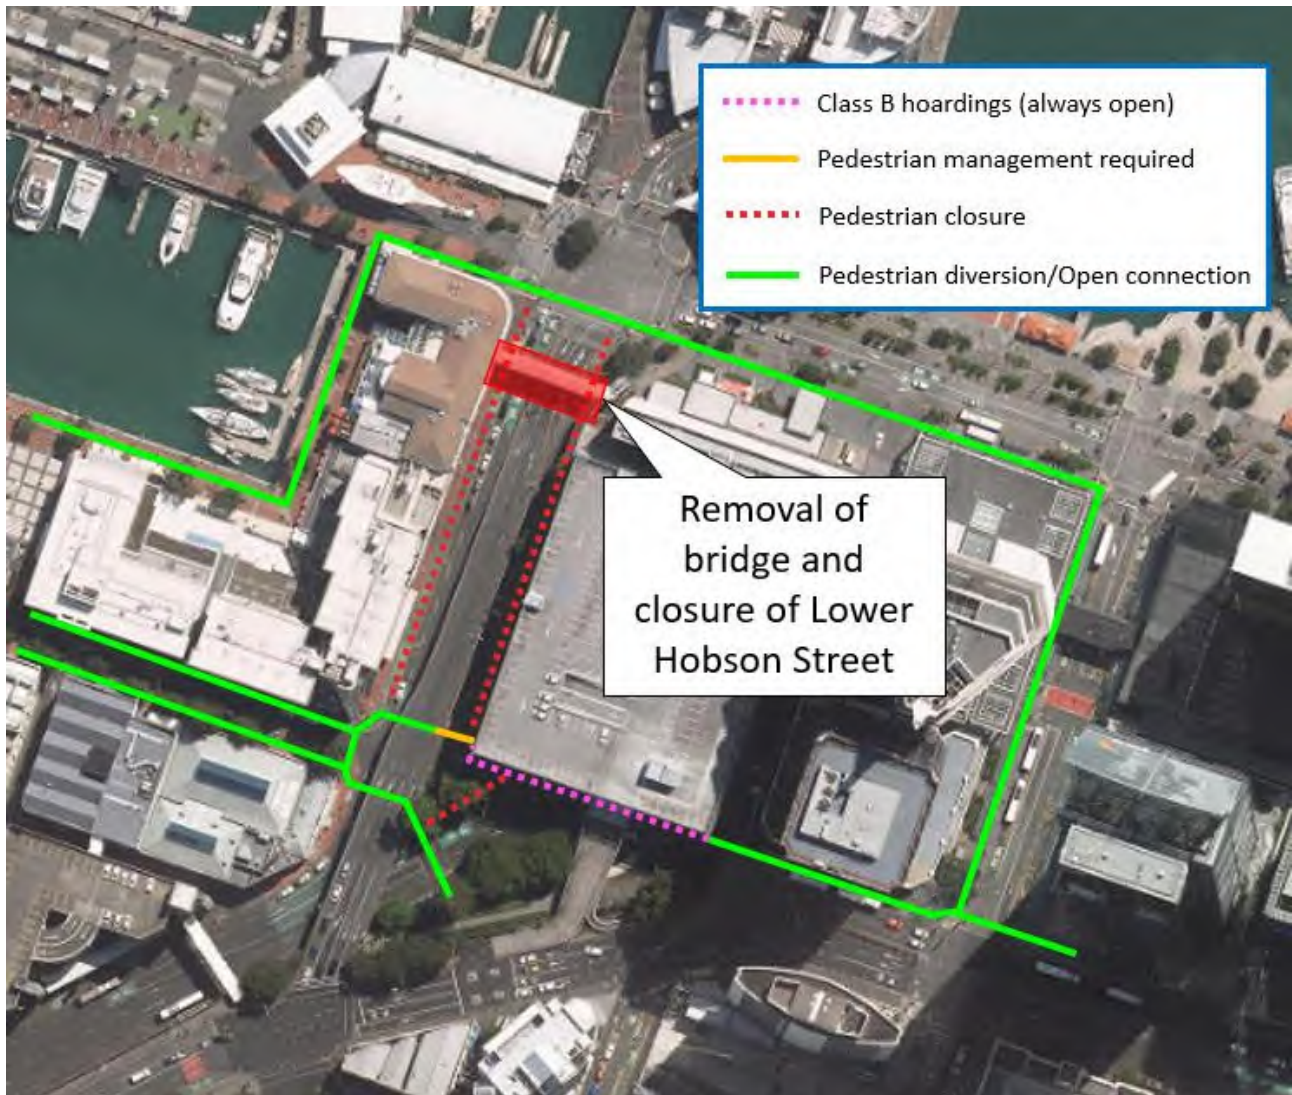 Class B hoardings (always open)
Pedestrian management required
Pedestrian closure
Pedestrian diversion/Open connection
Removal of
bridge and
closure of Lower
Hobson Street